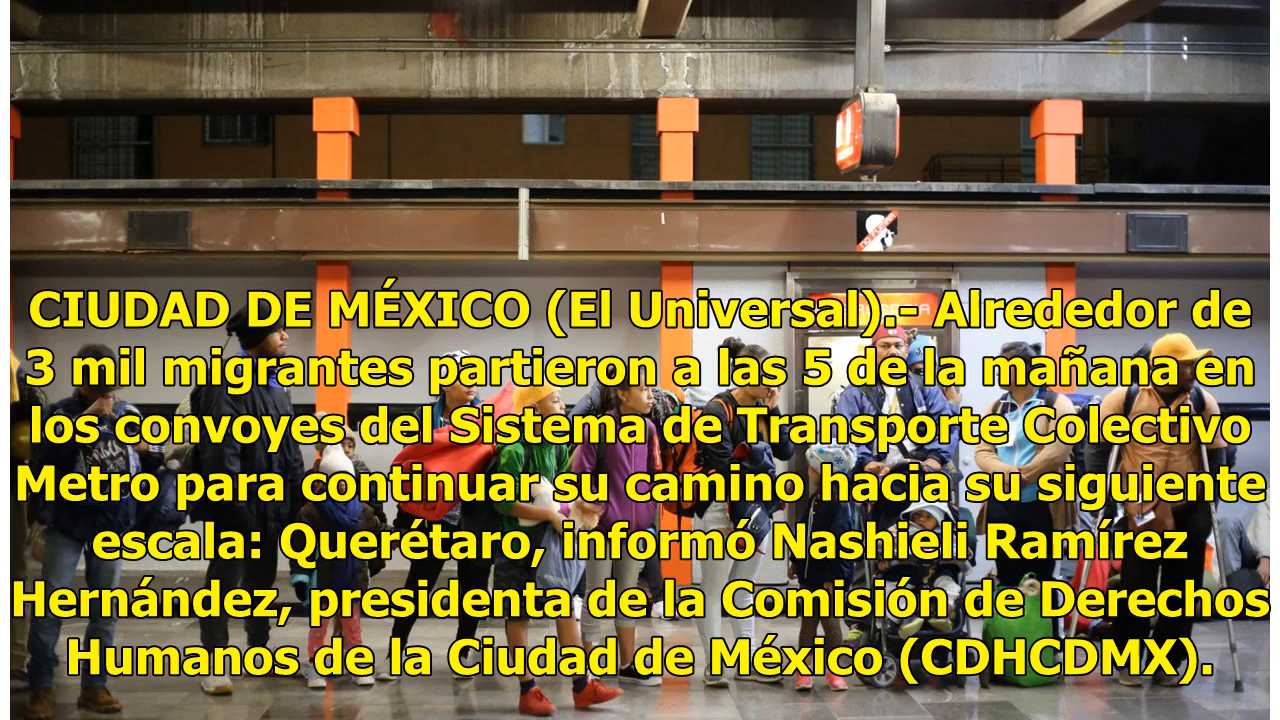 CIUDAD DE MÉXICO (El Universal).- Alrededor de
3 mil migrantes partieron a las 5 de la mañana en
los convoyes del Sistema de Transporte Colectivo
Metro para continuar su camino hacia su siguiente
escala: Querétaro, informó Nashieli Ramírez
Hernández, presidenta de la Comisión de Derechos
Humanos de la Ciudad de México (CDHCDMX).